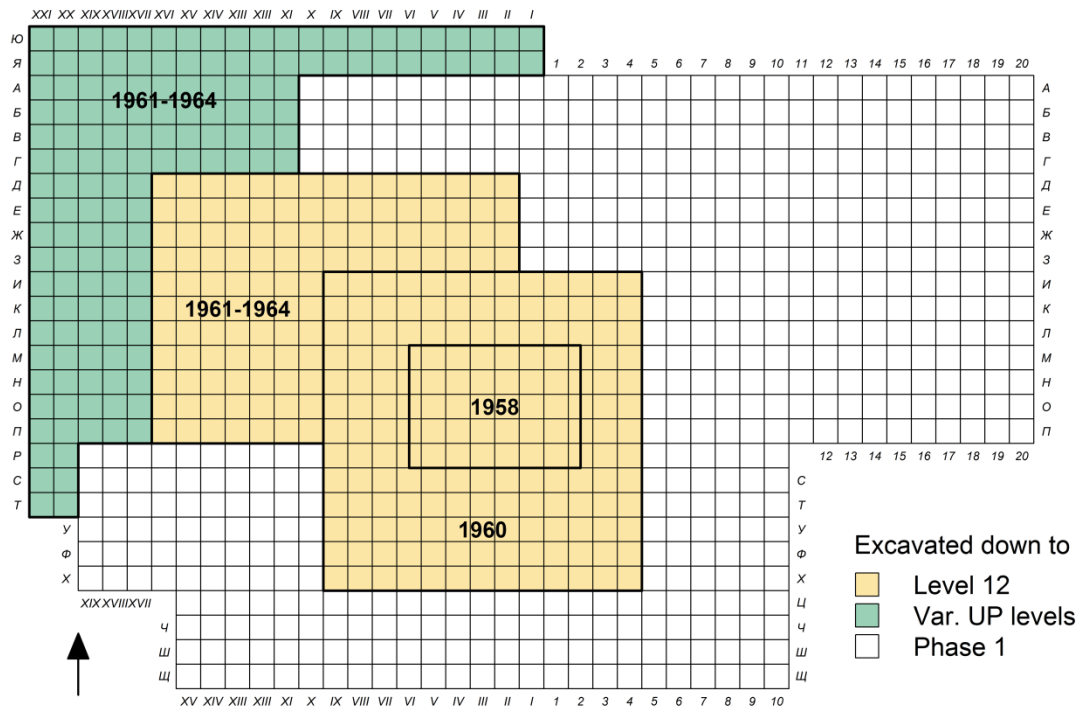 XXI XX XIX XVIII XVII XVI XV XIV XIII XIII XI X IX VIII VII VI V IV III II I
Ю
Я 1 2 3 4 5 6 7 8 9 10 11 12 13 14 15 16 17 18 19 20
А А
1961-1964
Б Б
В В
Г Г
Д Д
Е Е
Ж Ж
З З
И И
К К
1961-1964
Л Л
М М
Н Н
1958
О О
П П
Р 12 13 14 15 16 17 18 19 20
С С
Т Т
У 1960 У
Ф Ф
Х Х
XIX XVIII XVII Ц
Ч Ч
Ш Ш
Щ Щ
XV XIV XIII XIII XI X IX VIII VII VI V IV III II I 1 2 3 4 5 6 7 8 9 10
Excavated down to
Level 12
Var. UP levels
Phase 1